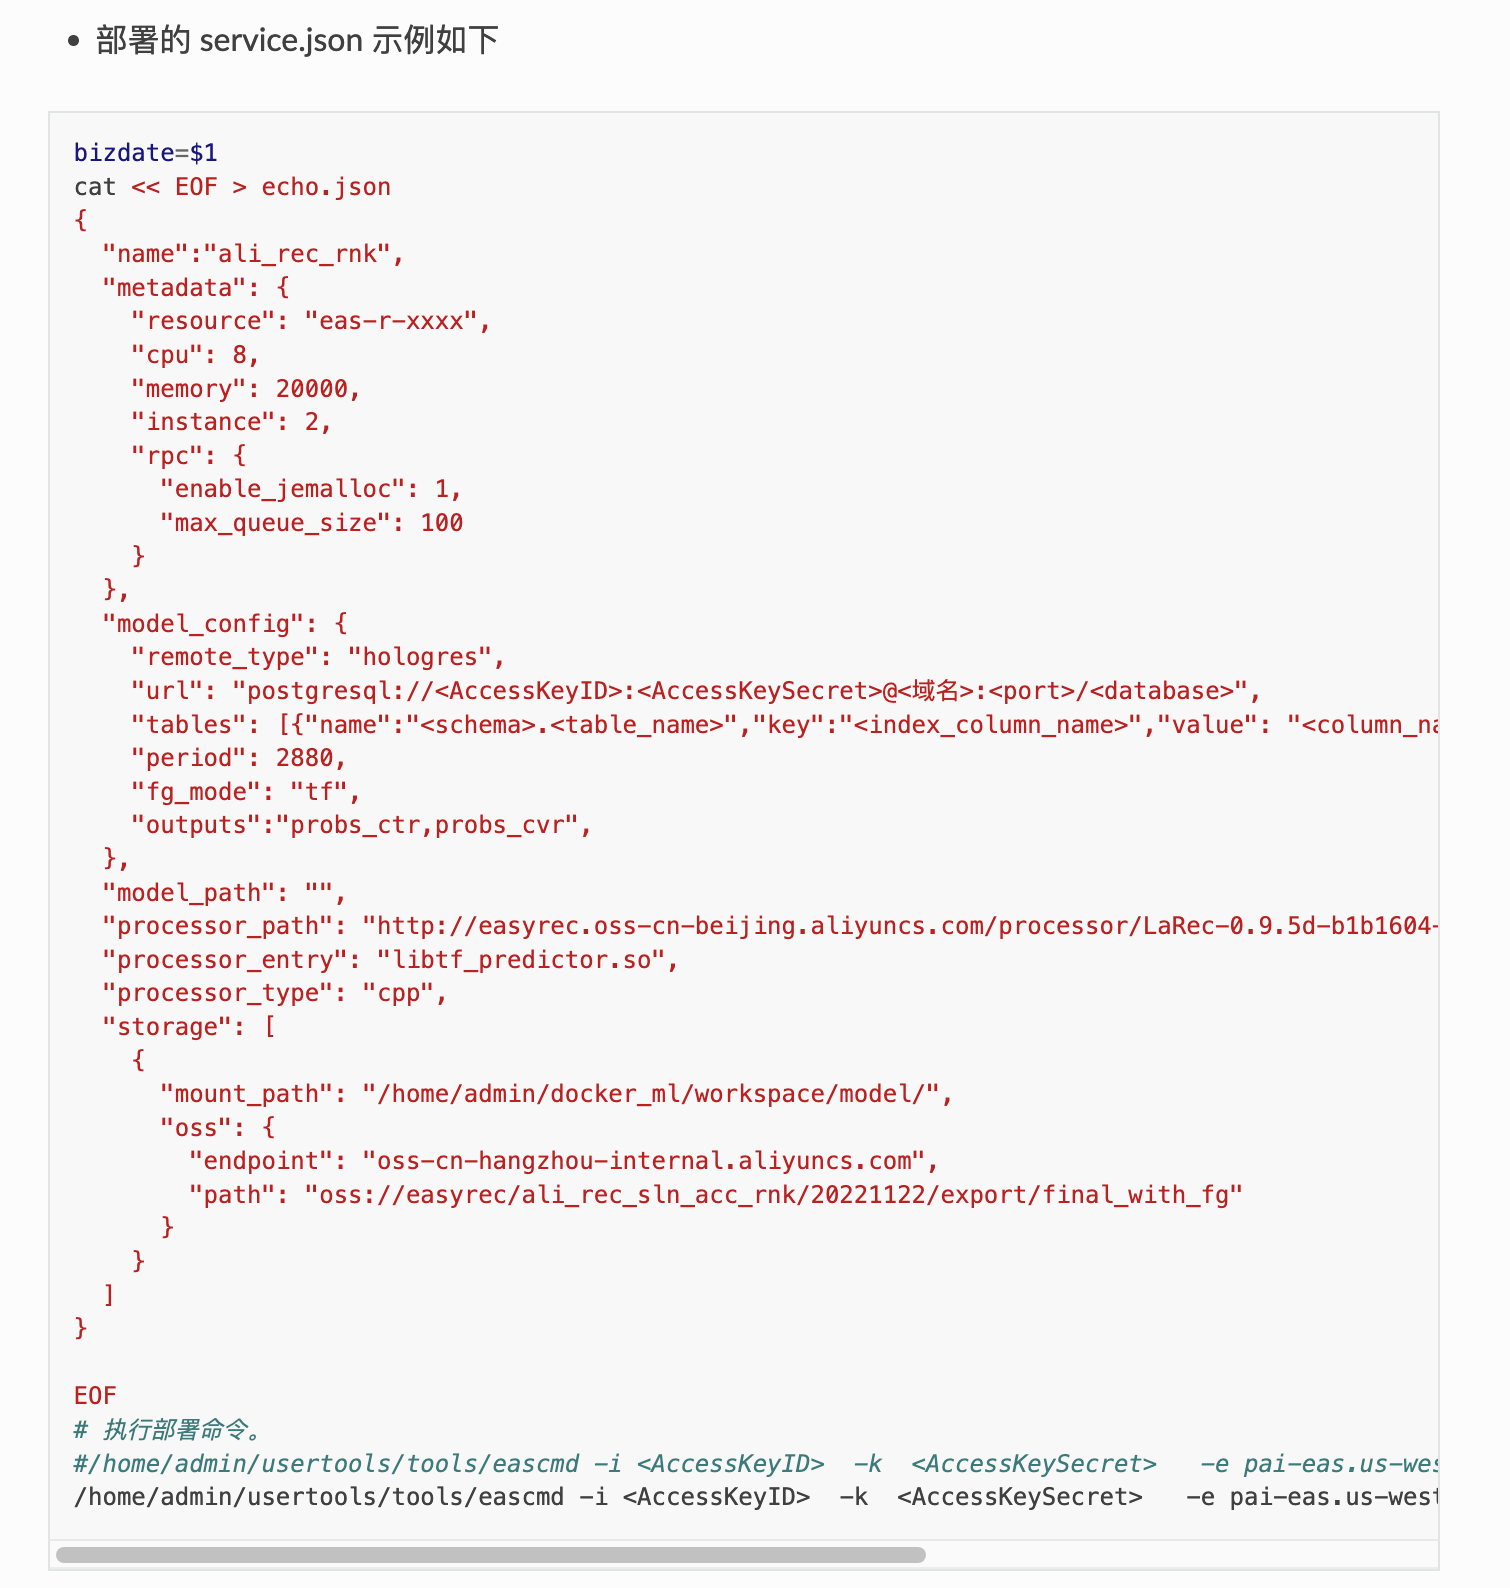 • 部署的 service.json 示例如下
bizdate=$1
cat << EOF > echo.json
{
  "name":"ali_rec_rnk",
  "metadata": {
    "resource": "eas-r-xxxx",
    "cpu": 8,
    "memory": 20000,
    "instance": 2,
    "rpc": {
      "enable_jemalloc": 1,
      "max_queue_size": 100
    }
  },
  "model_config": {
    "remote_type": "hologres",
    "url": "postgresql://<AccessKeyID>:<AccessKeySecret>@<域名>:<port>/<database>",
    "tables": [{"name":"<schema>.<table_name>","key":"<index_column_name>","value": "<column_na
    "period": 2880,
    "fg_mode": "tf",
    "outputs":"probs_ctr,probs_cvr",
  },
  "model_path": "",
  "processor_path": "http://easyrec.oss-cn-beijing.aliyuncs.com/processor/LaRec-0.9.5d-b1b1604-
  "processor_entry": "libtf_predictor.so",
  "processor_type": "cpp",
  "storage": [
    {
      "mount_path": "/home/admin/docker_ml/workspace/model/",
      "oss": {
        "endpoint": "oss-cn-hangzhou-internal.aliyuncs.com",
        "path": "oss://easyrec/ali_rec_sln_acc_rnk/20221122/export/final_with_fg"
      }
    }
  ]
}
EOF
# 执行部署命令。
#/home/admin/usertools/tools/eascmd -i <AccessKeyID>  -k  <AccessKeySecret>   -e pai-eas.us-wes
/home/admin/usertools/tools/eascmd -i <AccessKeyID>  -k  <AccessKeySecret>   -e pai-eas.us-west